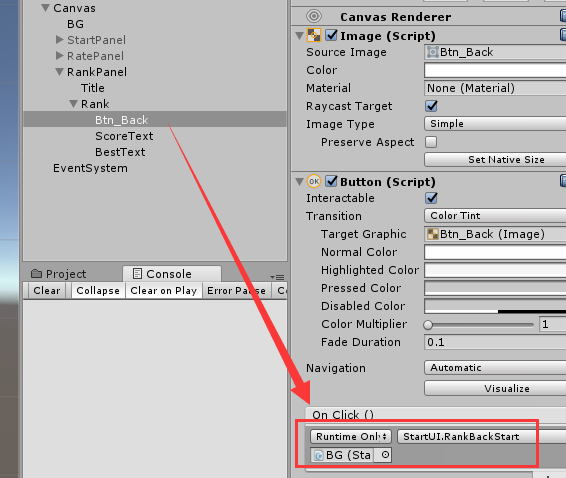 Canvas
BG
StartPanel
RatePanel
RankPanel
Title
Rank
Btn_Back
ScoreText
BestText
EventSystem
Project
Console
Clear
Collapse
Clear on Play
Error Pause
Canvas Renderer
Image (Script)
Source Image
Btn_Back
Color
Material
None (Material)
Raycast Target
Image Type
Simple
Preserve Aspect
Set Native Size
OK
Button (Script)
Interactable
Transition
Color Tint
Target Graphic
Btn_Back (Image)
Normal Color
Highlighted Color
Pressed Color
Disabled Color
Color Multiplier
1
Fade Duration
0.1
Navigation
Automatic
Visualize
On Click ()
Runtime Onl
StartUI.RankBackStart
BG (Sta